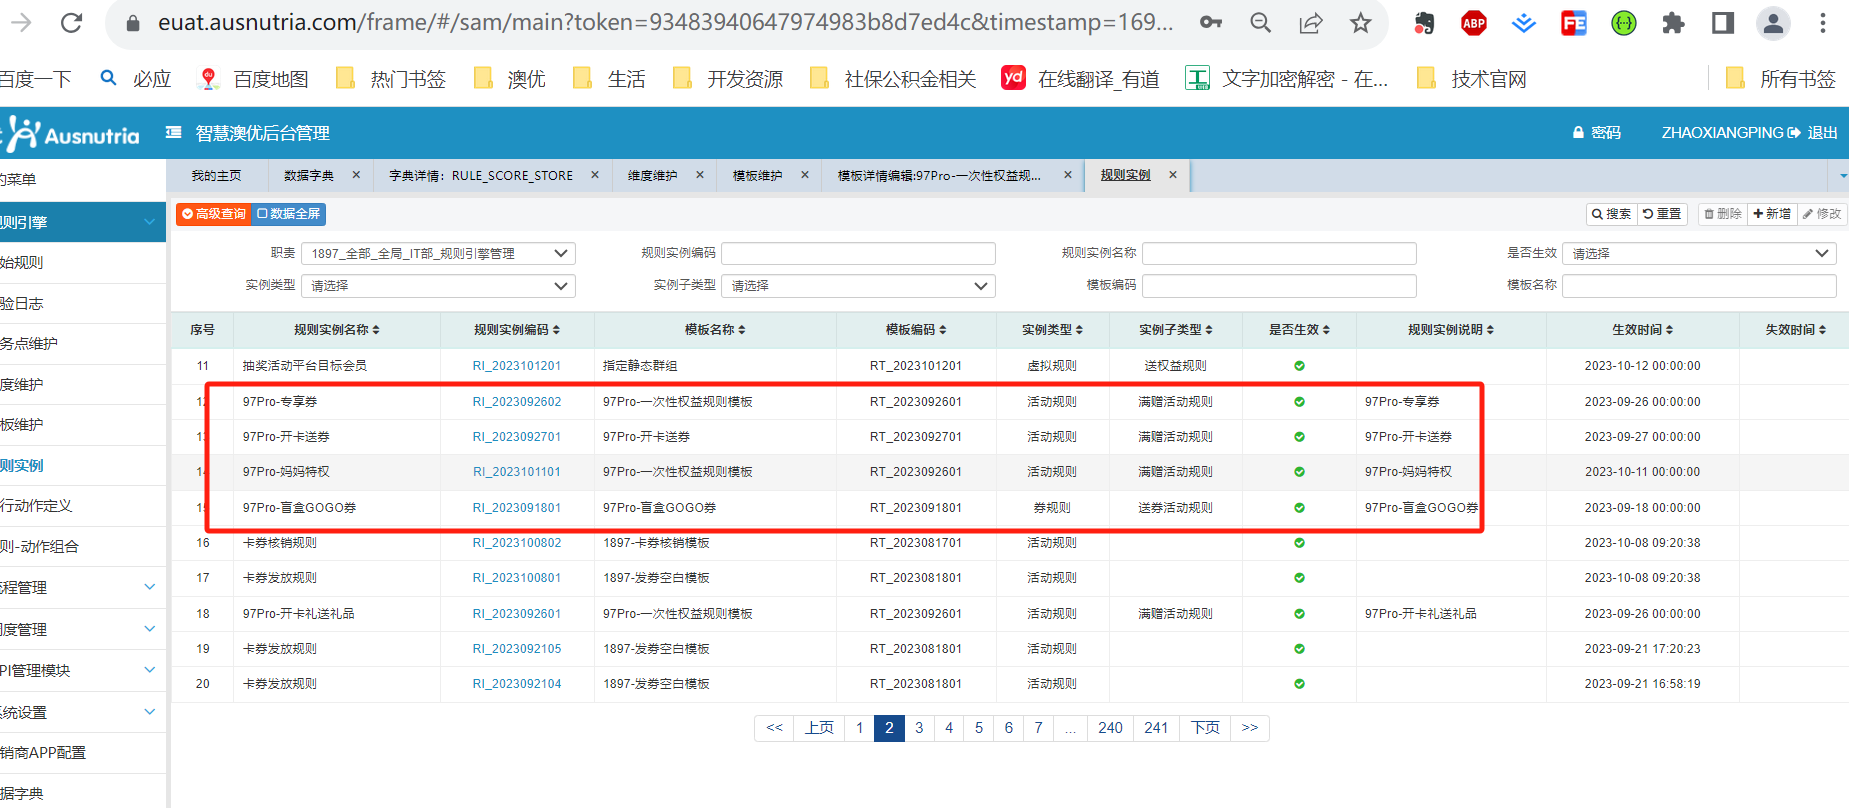 euat.ausnutria.com/frame/#/sam/main?token=93483940647974983b8d7ed4c&timestamp=169...
百度一下 必应 百度地图 热门书签 澳优 生活 开发资源 社保公积金相关 在线翻译_有道 文字加密解密 - 在... 技术官网 所有书签
Ausnutria 智慧澳优后台管理 密码 ZHAOXIANGPING 退出
的菜单
则引擎
始规则
验日志
务点维护
度维护
板维护
则实例
行动作定义
则-动作组合
程管理
度管理
PI管理模块
系统设置
销商APP配置
据字典
我的主页 数据字典 × 字典详情：RULE_SCORE_STORE × 维度维护 × 模板维护 × 模板详情编辑:97Pro-一次性权益规... × 规则实例 ×
高级查询 数据全屏 搜索 重置 删除 新增 修改
职责 1897_全部_全局_IT部_规则引擎管理 规则实例编码 规则实例名称 是否生效 请选择
实例类型 请选择 实例子类型 请选择 模板编码 模板名称
序号 规则实例名称 规则实例编码 模板名称 模板编码 实例类型 实例子类型 是否生效 规则实例说明 生效时间 失效时间
11 抽奖活动平台目标会员 RI_2023101201 指定静态群组 RT_2023101201 虚拟规则 送权益规则 2023-10-12 00:00:00
12 97Pro-专享券 RI_2023092602 97Pro-一次性权益规则模板 RT_2023092601 活动规则 满赠活动规则 97Pro-专享券 2023-09-26 00:00:00
13 97Pro-开卡送券 RI_2023092701 97Pro-开卡送券 RT_2023092701 活动规则 满赠活动规则 97Pro-开卡送券 2023-09-27 00:00:00
14 97Pro-妈妈特权 RI_2023101101 97Pro-一次性权益规则模板 RT_2023092601 活动规则 满赠活动规则 97Pro-妈妈特权 2023-10-11 00:00:00
15 97Pro-盲盒GOGO券 RI_2023091801 97Pro-盲盒GOGO券 RT_2023091801 券规则 送券活动规则 97Pro-盲盒GOGO券 2023-09-18 00:00:00
16 卡券核销规则 RI_2023100802 1897-卡券核销模板 RT_2023081701 活动规则 2023-10-08 09:20:38
17 卡券发放规则 RI_2023100801 1897-发券空白模板 RT_2023081801 活动规则 2023-10-08 09:20:38
18 97Pro-开卡礼送礼品 RI_2023092601 97Pro-一次性权益规则模板 RT_2023092601 活动规则 满赠活动规则 97Pro-开卡礼送礼品 2023-09-26 00:00:00
19 卡券发放规则 RI_2023092105 1897-发券空白模板 RT_2023081801 活动规则 2023-09-21 17:20:23
20 卡券发放规则 RI_2023092104 1897-发券空白模板 RT_2023081801 活动规则 2023-09-21 16:58:19
<< 上页 1 2 3 4 5 6 7 ... 240 241 下页 >>